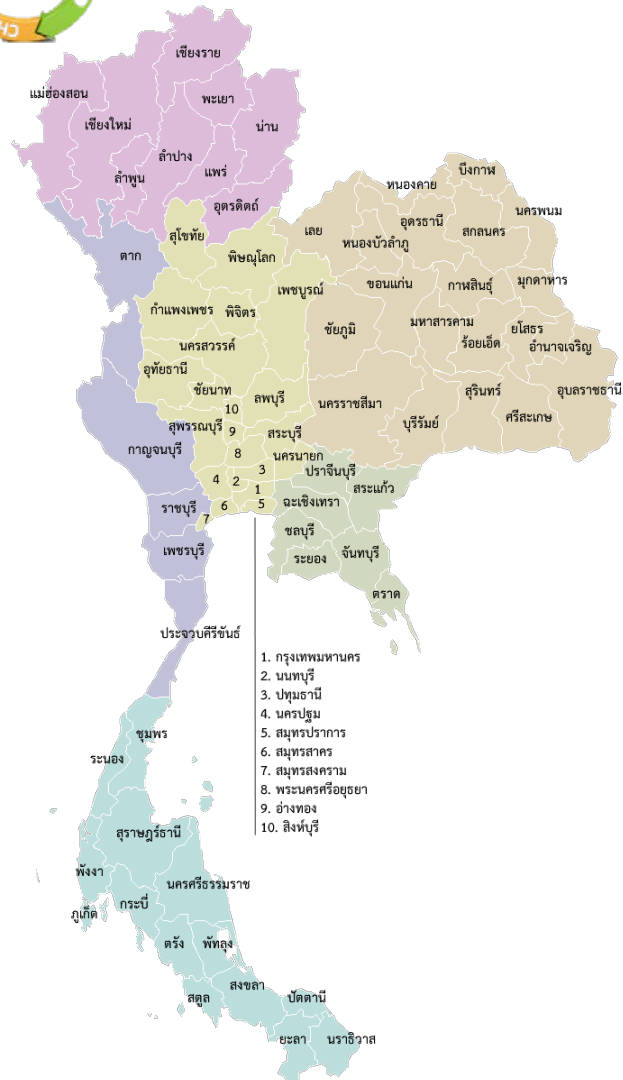 เชียงราย
แม่ฮ่องสอน
พะเยา
เชียงใหม่
น่าน
ลำปาง
แพร่
ลำพูน
อุตรดิตถ์
บึงกาฬ
หนองคาย
นครพนม
อุดรธานี
สกลนคร
เลย
หนองบัวลำภู
สุโขทัย
ตาก
พิษณุโลก
ขอนแก่น
กาฬสินธุ์
มุกดาหาร
เพชรบูรณ์
กำแพงเพชร
พิจิตร
ชัยภูมิ
มหาสารคาม
ยโสธร
ร้อยเอ็ด
อำนาจเจริญ
นครสวรรค์
อุทัยธานี
ชัยนาท
ลพบุรี
นครราชสีมา
สุรินทร์
อุบลราชธานี
บุรีรัมย์
ศรีสะเกษ
10
สุพรรณบุรี
9
สระบุรี
กาญจนบุรี
8
นครนายก
3
ปราจีนบุรี
4
2
1
สระแก้ว
ราชบุรี
7
6
5
ฉะเชิงเทรา
ชลบุรี
เพชรบุรี
ระยอง
จันทบุรี
ตราด
ประจวบคีรีขันธ์
1. กรุงเทพมหานคร
2. นนทบุรี
3. ปทุมธานี
4. นครปฐม
5. สมุทรปราการ
6. สมุทรสาคร
7. สมุทรสงคราม
8. พระนครศรีอยุธยา
9. อ่างทอง
10. สิงห์บุรี
ชุมพร
ระนอง
สุราษฎร์ธานี
พังงา
นครศรีธรรมราช
กระบี่
ภูเก็ต
ตรัง
พัทลุง
สงขลา
สตูล
ปัตตานี
ยะลา
นราธิวาส